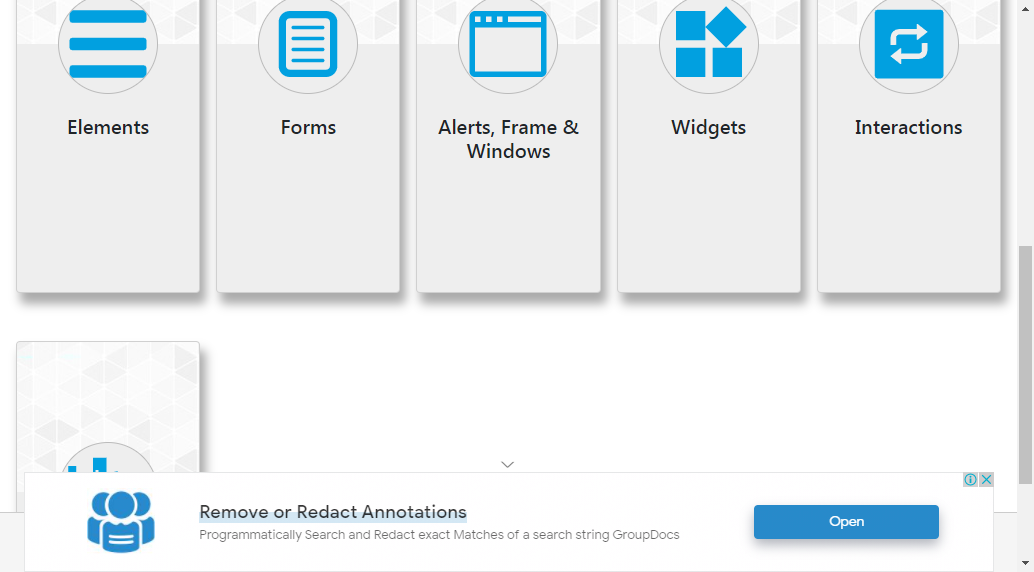 Elements
Forms
Alerts, Frame &
Windows
Widgets
Interactions
Remove or Redact Annotations
Programmatically Search and Redact exact Matches of a search string GroupDocs
Open